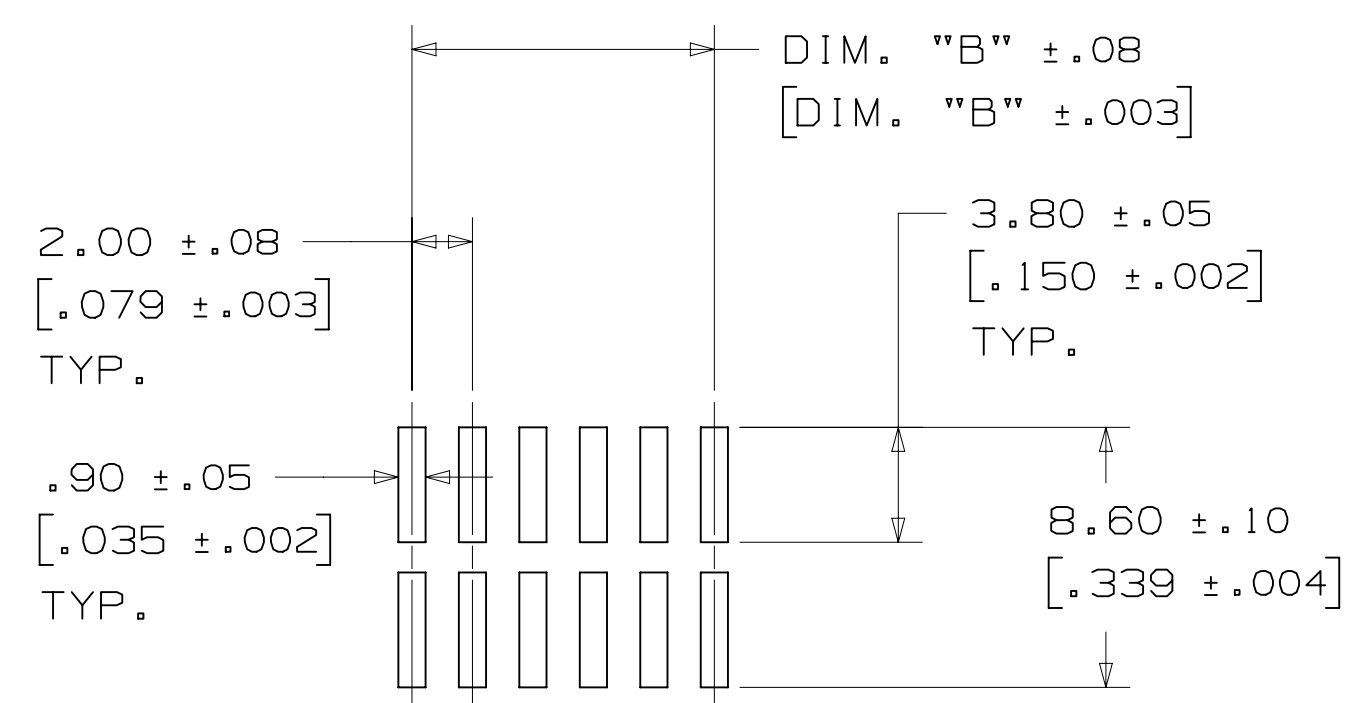 DIM. "B" ±.08
[DIM. "B" ±.003]
3.80 ±.05
[.150 ±.002]
TYP.
2.00 ±.08
[.079 ±.003]
TYP.
.90 ±.05
[.035 ±.002]
TYP.
8.60 ±.10
[.339 ±.004]